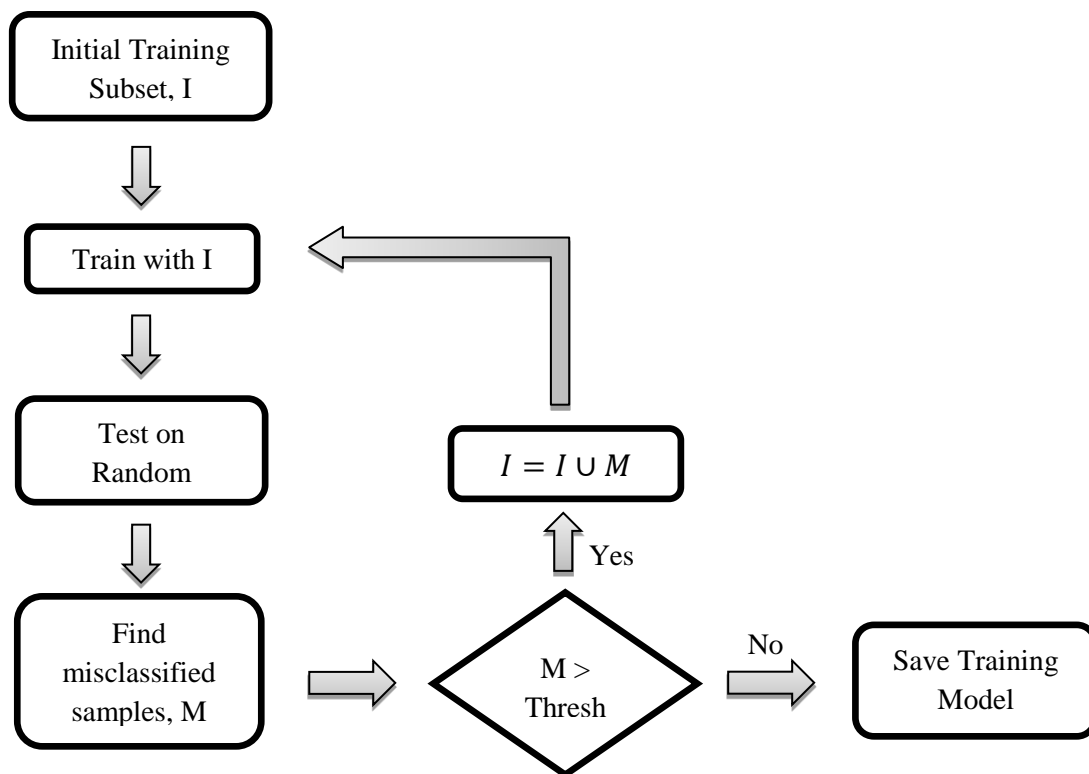 Initial Training
Subset, I
Train with I
Test on
Random
Find
misclassified
samples, M
M >
Thresh
Yes
I = I ∪ M
No
Save Training
Model